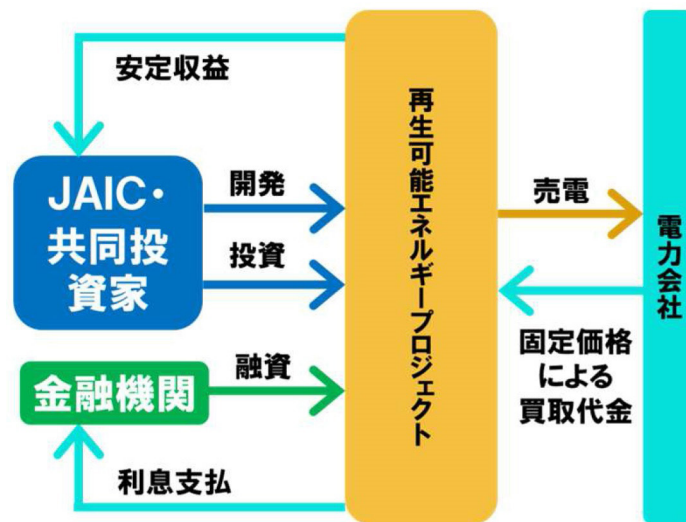 安定収益
JAIC・
共同投
資家
開発
投資
金融機関
融資
利息支払
再生可能エネルギープロジェクト
売電
固定価格
による
買取代金
電力会社